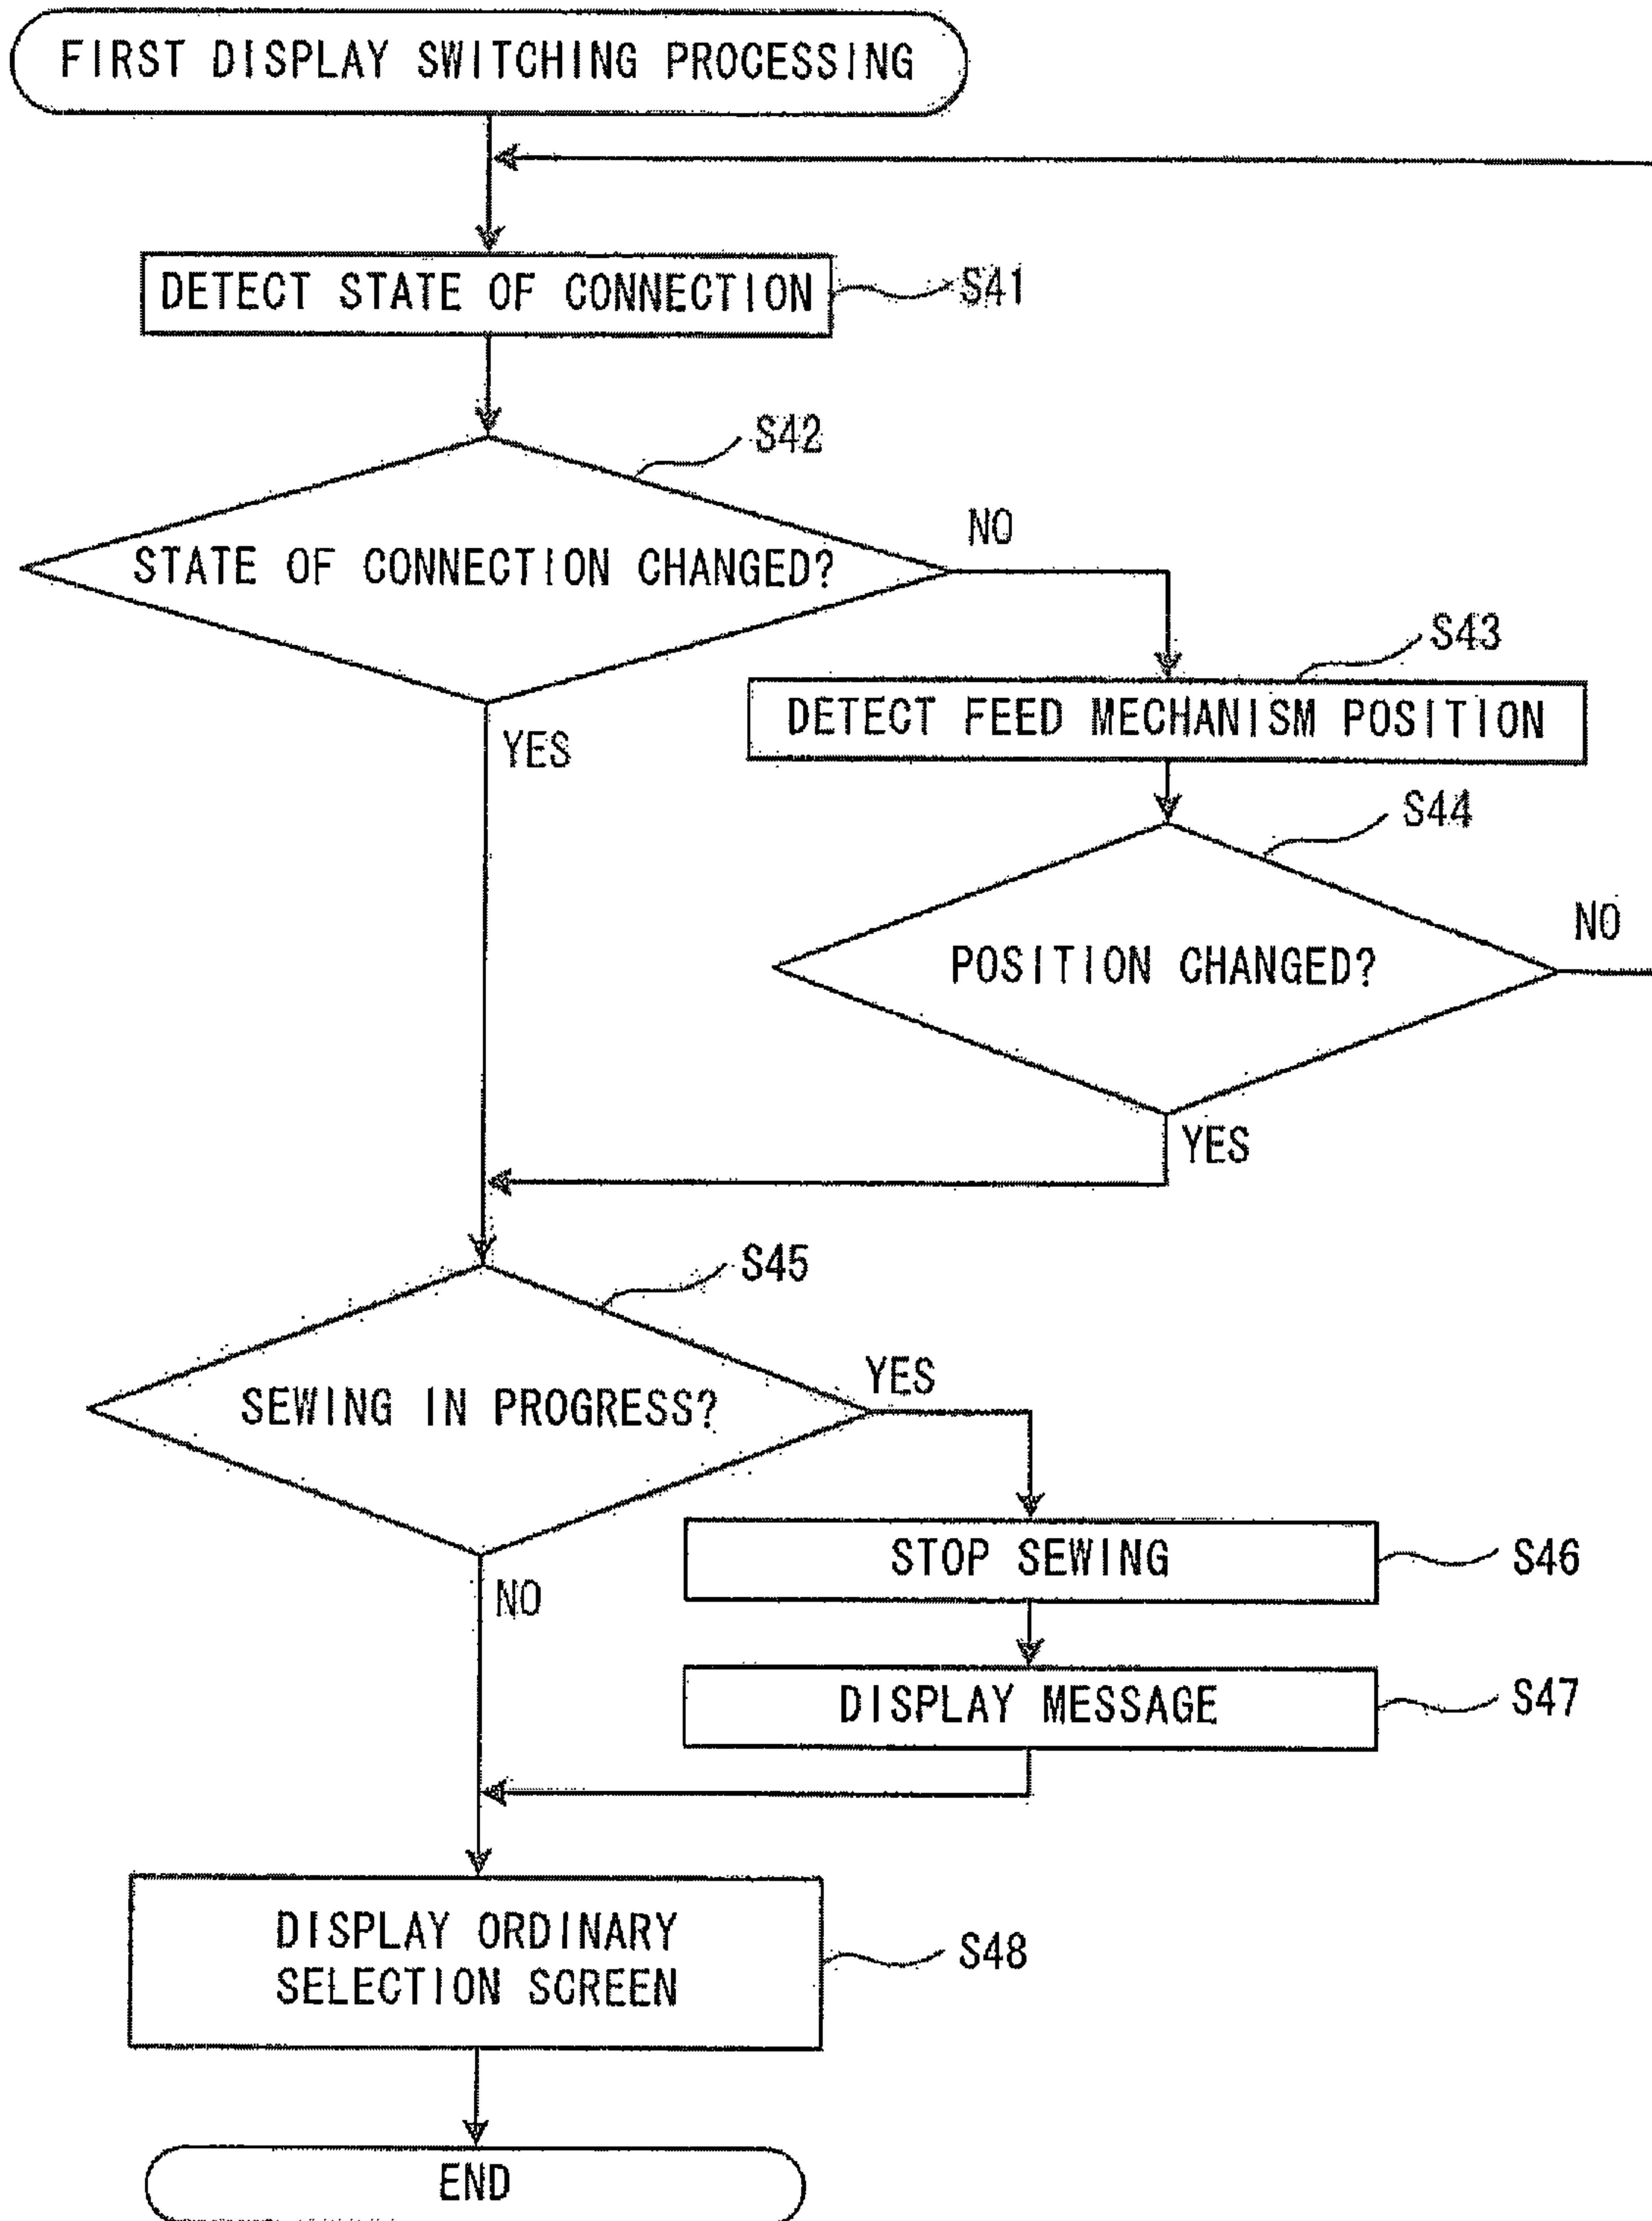 FIRST DISPLAY SWITCHING PROCESSING
DETECT STATE OF CONNECTION
S41
S42
STATE OF CONNECTION CHANGED?
NO
YES
S43
DETECT FEED MECHANISM POSITION
S44
POSITION CHANGED?
NO
YES
S45
SEWING IN PROGRESS?
YES
NO
STOP SEWING
S46
DISPLAY MESSAGE
S47
DISPLAY ORDINARY
SELECTION SCREEN
S48
END